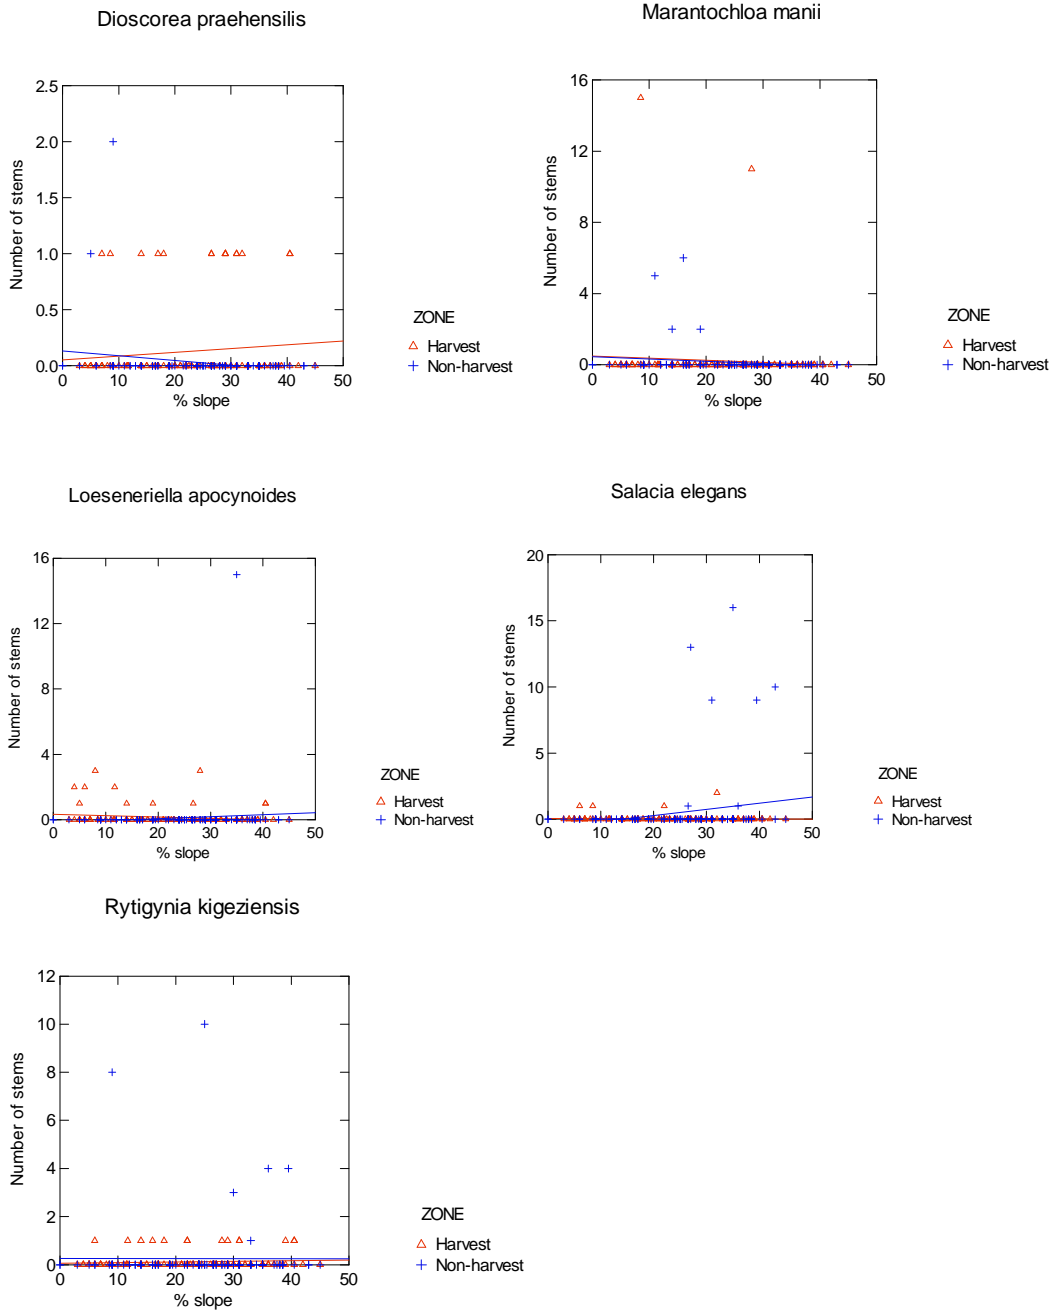 Dioscorea praehensilis
2.5
2.0
1.5
1.0
0.5
0.0
Number of stems
0 10 20 30 40 50
% slope
ZONE
Harvest
Non-harvest
Marantochloa manii
16
12
8
4
0
Number of stems
0 10 20 30 40 50
% slope
ZONE
Harvest
Non-harvest
Loeseneriella apocynoides
16
12
8
4
0
Number of stems
0 10 20 30 40 50
% slope
ZONE
Harvest
Non-harvest
Salacia elegans
20
15
10
5
0
Number of stems
0 10 20 30 40 50
% slope
ZONE
Harvest
Non-harvest
Rytigynia kigeziensis
12
10
8
6
4
2
0
Number of stems
0 10 20 30 40 50
% slope
ZONE
Harvest
Non-harvest